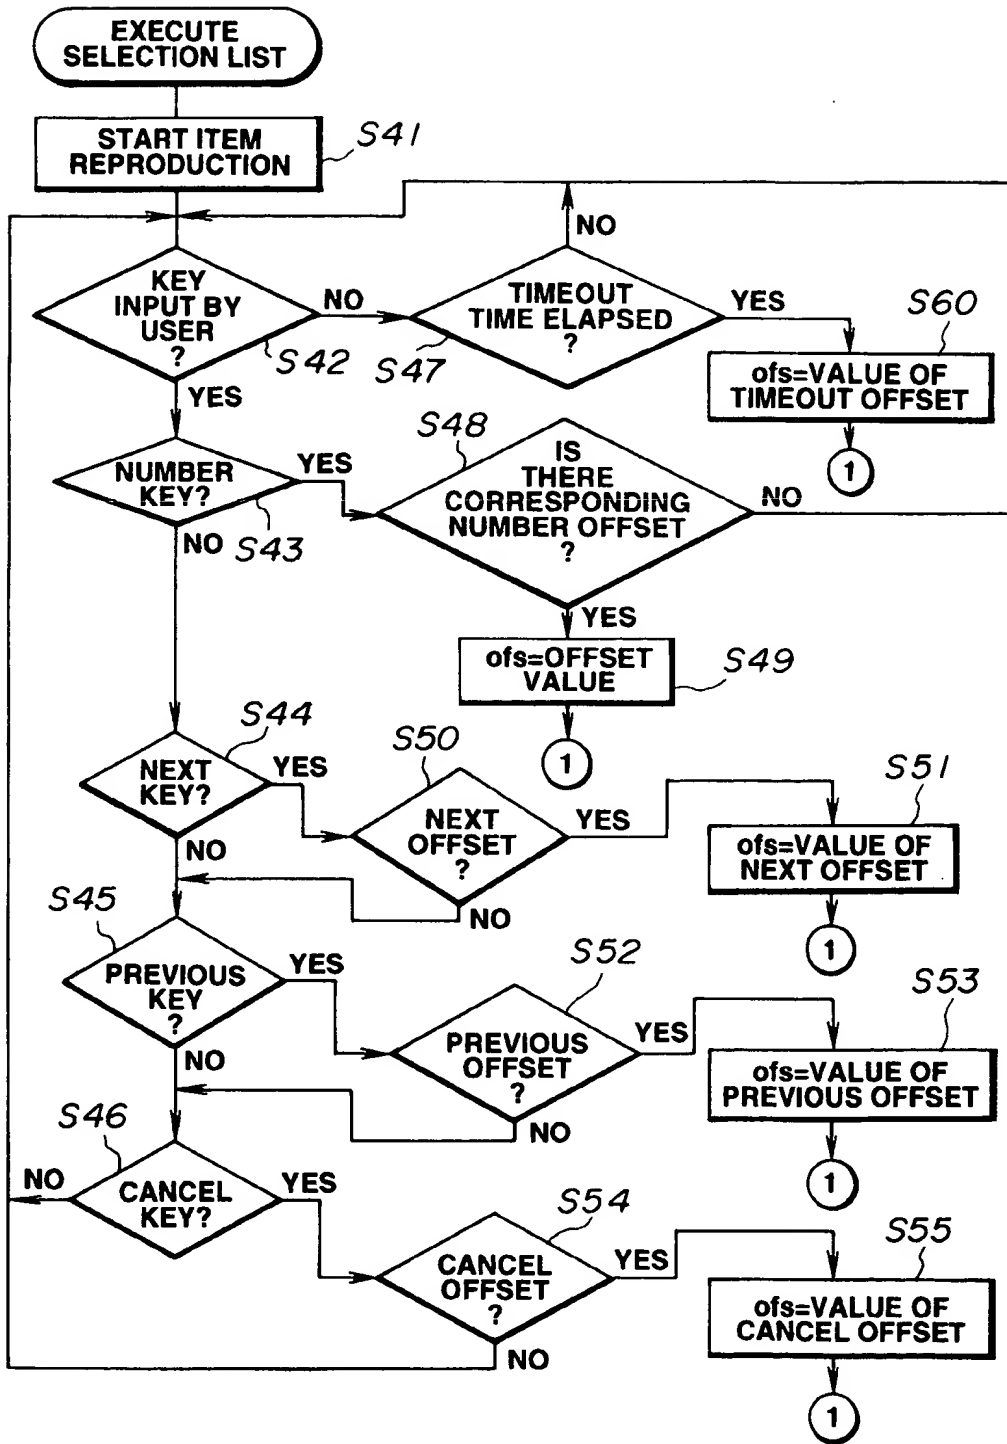 EXECUTE
SELECTION LIST
START ITEM
REPRODUCTION
S41
NO
KEY
INPUT BY
USER
?
NO
S42
TIMEOUT
TIME ELAPSED
?
S47
YES
S60
ofs=VALUE OF
TIMEOUT OFFSET
1
YES
NUMBER
KEY?
YES
S43
NO
S48
IS
THERE
CORRESPONDING
NUMBER OFFSET
?
NO
YES
ofs=OFFSET
VALUE
S49
1
S44
NEXT
KEY?
YES
NO
S50
NEXT
OFFSET
?
YES
NO
S51
ofs=VALUE OF
NEXT OFFSET
1
S45
PREVIOUS
KEY
?
YES
NO
S52
PREVIOUS
OFFSET
?
YES
NO
S53
ofs=VALUE OF
PREVIOUS OFFSET
1
S46
NO
CANCEL
KEY?
YES
S54
CANCEL
OFFSET
?
YES
NO
S55
ofs=VALUE OF
CANCEL OFFSET
1